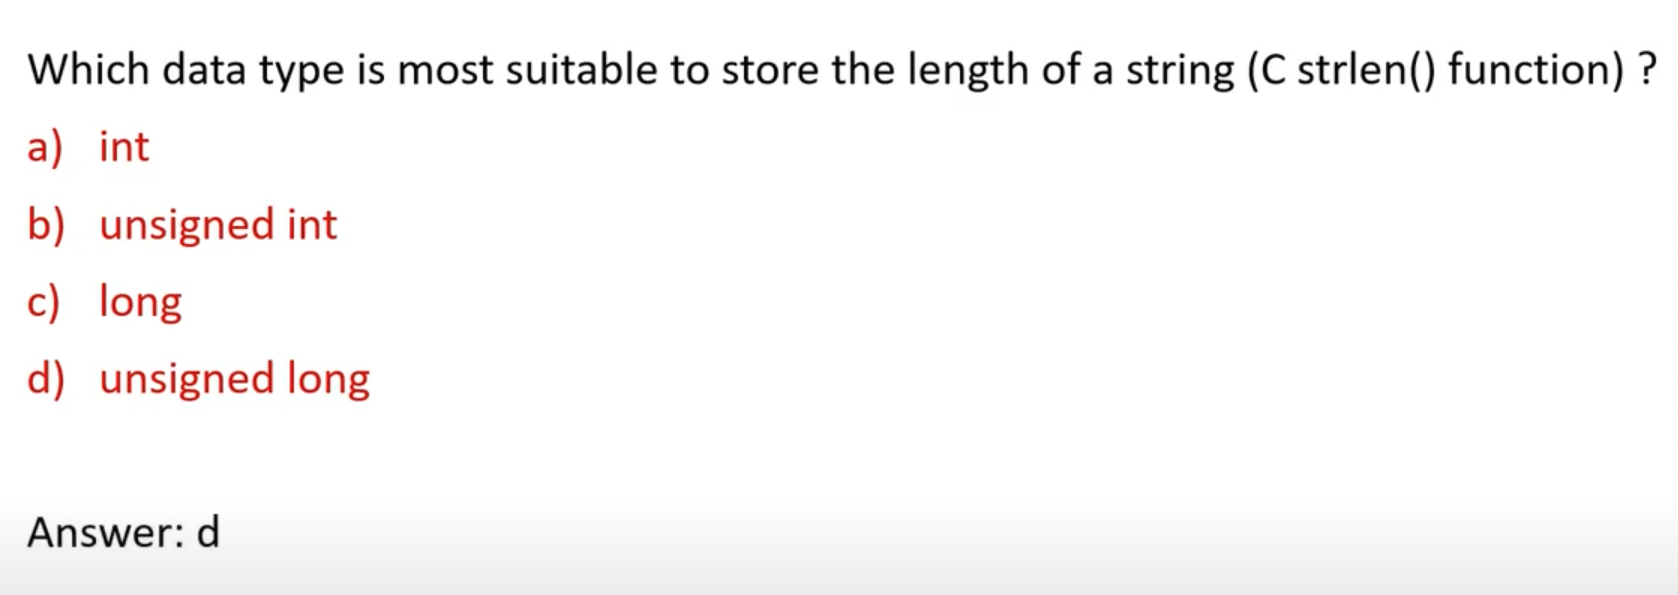 Which data type is most suitable to store the length of a string (C strlen() function) ?
a) int
b) unsigned int
c) long
d) unsigned long
Answer: d